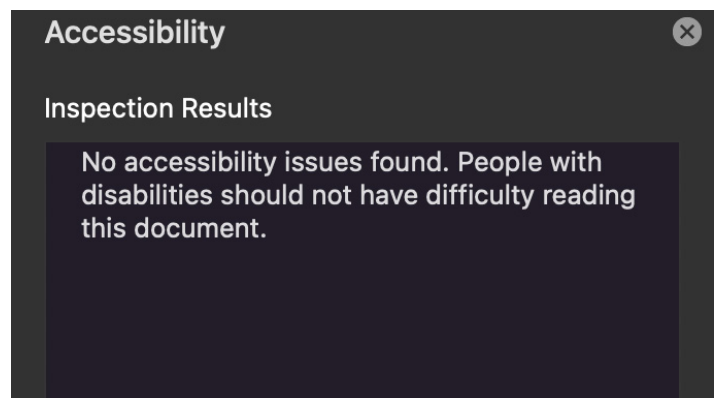 Accessibility
Inspection Results
No accessibility issues found. People with
disabilities should not have difficulty reading
this document.